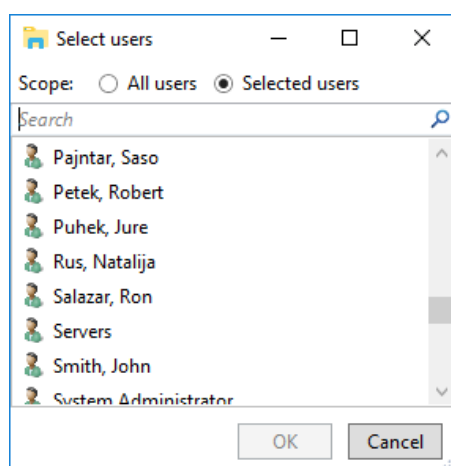 Select users
Scope: All users Selected users
Search
Pajntar, Saso
Petek, Robert
Puhek, Jure
Rus, Natalija
Salazar, Ron
Servers
Smith, John
System Administrator
OK Cancel